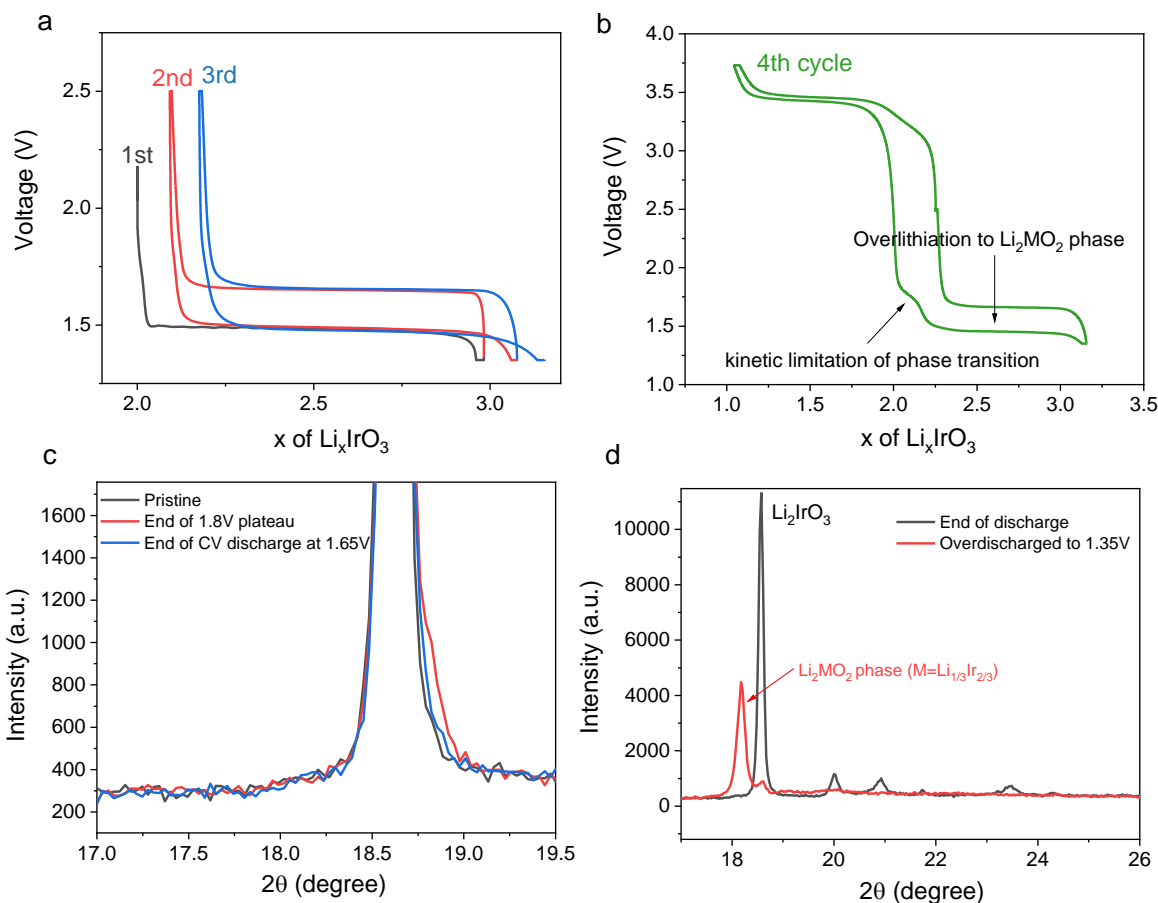 a
2.5
2.0
1.5
Voltage (V)
1st
2nd
3rd
2.0
2.5
3.0
x of LiₓIrO₃
b
4.0
3.5
3.0
2.5
2.0
1.5
1.0
Voltage (V)
4th cycle
Overlithiation to Li₂MO₂ phase
kinetic limitation of phase transition
1.0
1.5
2.0
2.5
3.0
3.5
x of LiₓIrO₃
c
1600
1400
1200
1000
800
600
400
200
Intensity (a.u.)
Pristine
End of 1.8V plateau
End of CV discharge at 1.65V
17.0
17.5
18.0
18.5
19.0
19.5
2θ (degree)
d
10000
8000
6000
4000
2000
0
Intensity (a.u.)
Li₂IrO₃
End of discharge
Overdischarged to 1.35V
Li₂MO₂ phase (M=Li₁/₃Ir₂/₃)
18
20
22
24
26
2θ (degree)